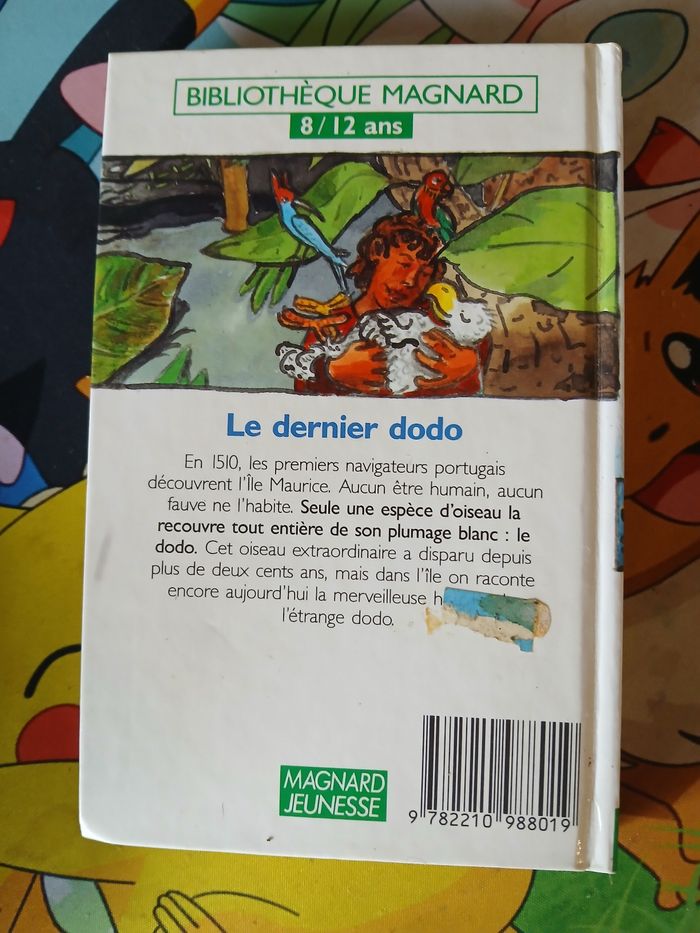 BIBLIOTHÈQUE MAGNARD
8/12 ans
Le dernier dodo
En 1510, les premiers navigateurs portugais
découvrent l'Île Maurice. Aucun être humain, aucun
fauve ne l'habite. Seule une espèce d'oiseau la
recouvre tout entière de son plumage blanc : le
dodo. Cet oiseau extraordinaire a disparu depuis
plus de deux cents ans, mais dans l'île on raconte
encore aujourd'hui la merveilleuse
l'étrange dodo.
MAGNARD
JEUNESSE
9 782210 988019